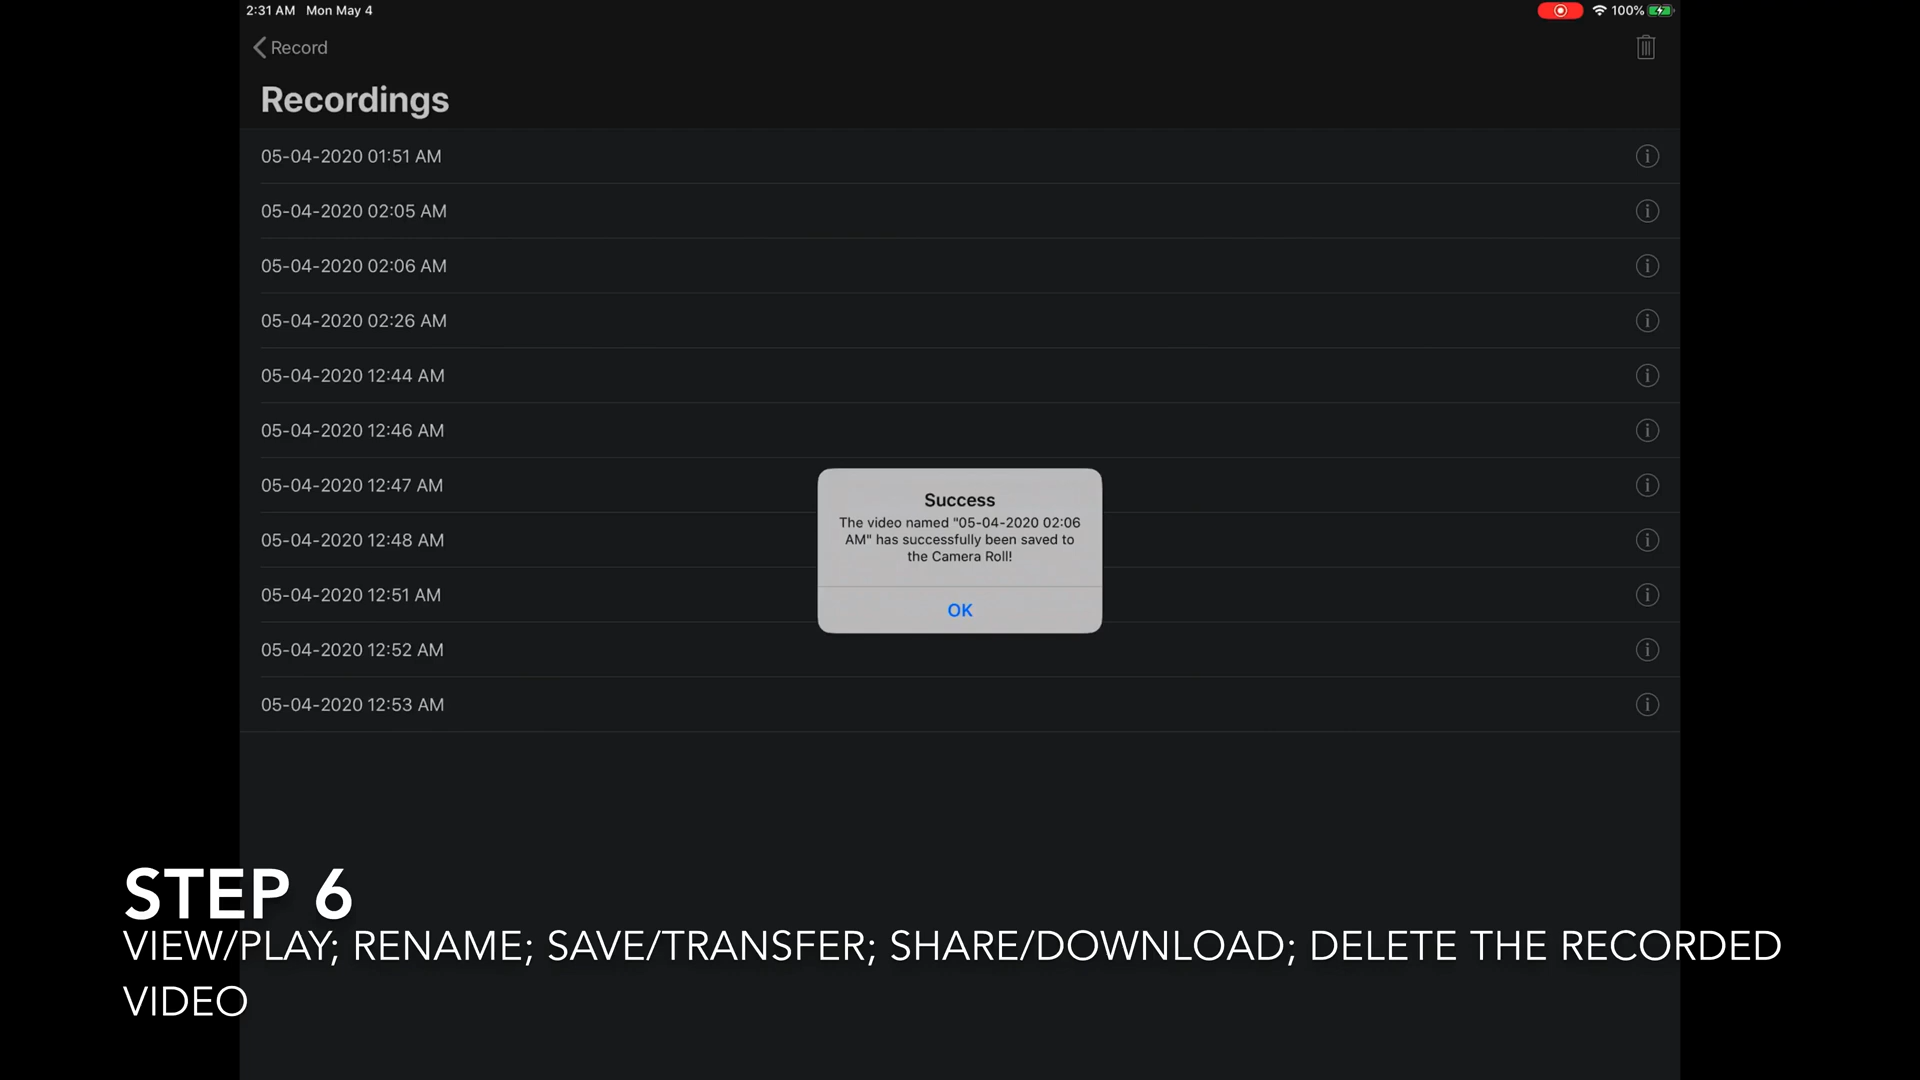 2:31 AM Mon May 4
100%
Record
Recordings
05-04-2020 01:51 AM
05-04-2020 02:05 AM
05-04-2020 02:06 AM
05-04-2020 02:26 AM
05-04-2020 12:44 AM
05-04-2020 12:46 AM
05-04-2020 12:47 AM
05-04-2020 12:48 AM
05-04-2020 12:51 AM
05-04-2020 12:52 AM
05-04-2020 12:53 AM
Success
The video named "05-04-2020 02:06
AM" has successfully been saved to
the Camera Roll!
OK
STEP 6
VIEW/PLAY; RENAME; SAVE/TRANSFER; SHARE/DOWNLOAD; DELETE THE RECORDED
VIDEO